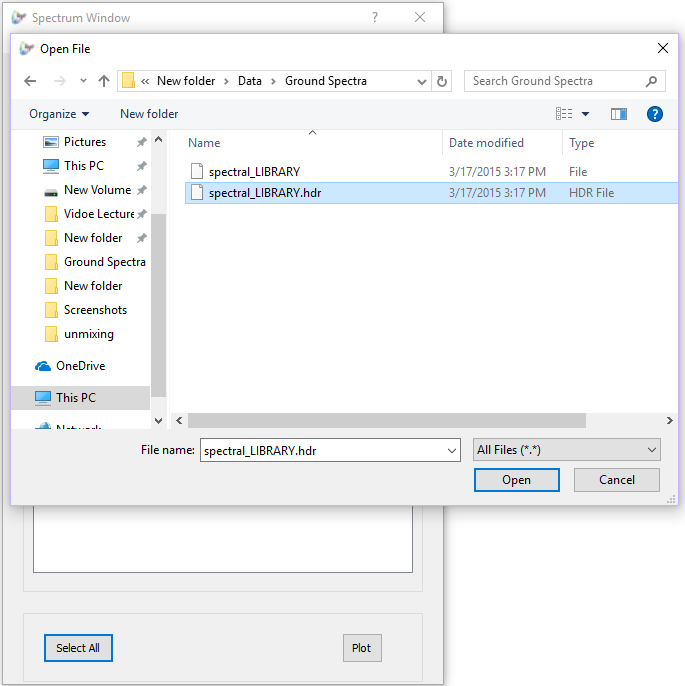 Spectrum Window ?
Open File
« New folder Data Ground Spectra Search Ground Spectra
Organize New folder ?
Name Date modified Type
Pictures
This PC
New Volume
Vidoe Lecture
New folder
Ground Spectra
New folder
Screenshots
unmixing
OneDrive
This PC
Network
spectral_LIBRARY 3/17/2015 3:17 PM File
spectral_LIBRARY.hdr 3/17/2015 3:17 PM HDR File
File name: spectral_LIBRARY.hdr All Files (*.*)
Open Cancel
Select All Plot